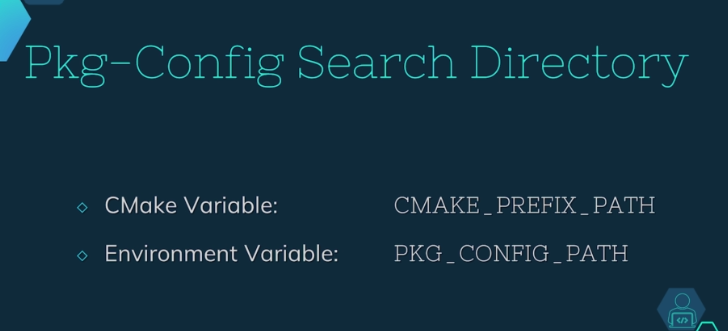 Pkg-Config Search Directory
CMake Variable: CMAKE_PREFIX_PATH
Environment Variable: PKG_CONFIG_PATH